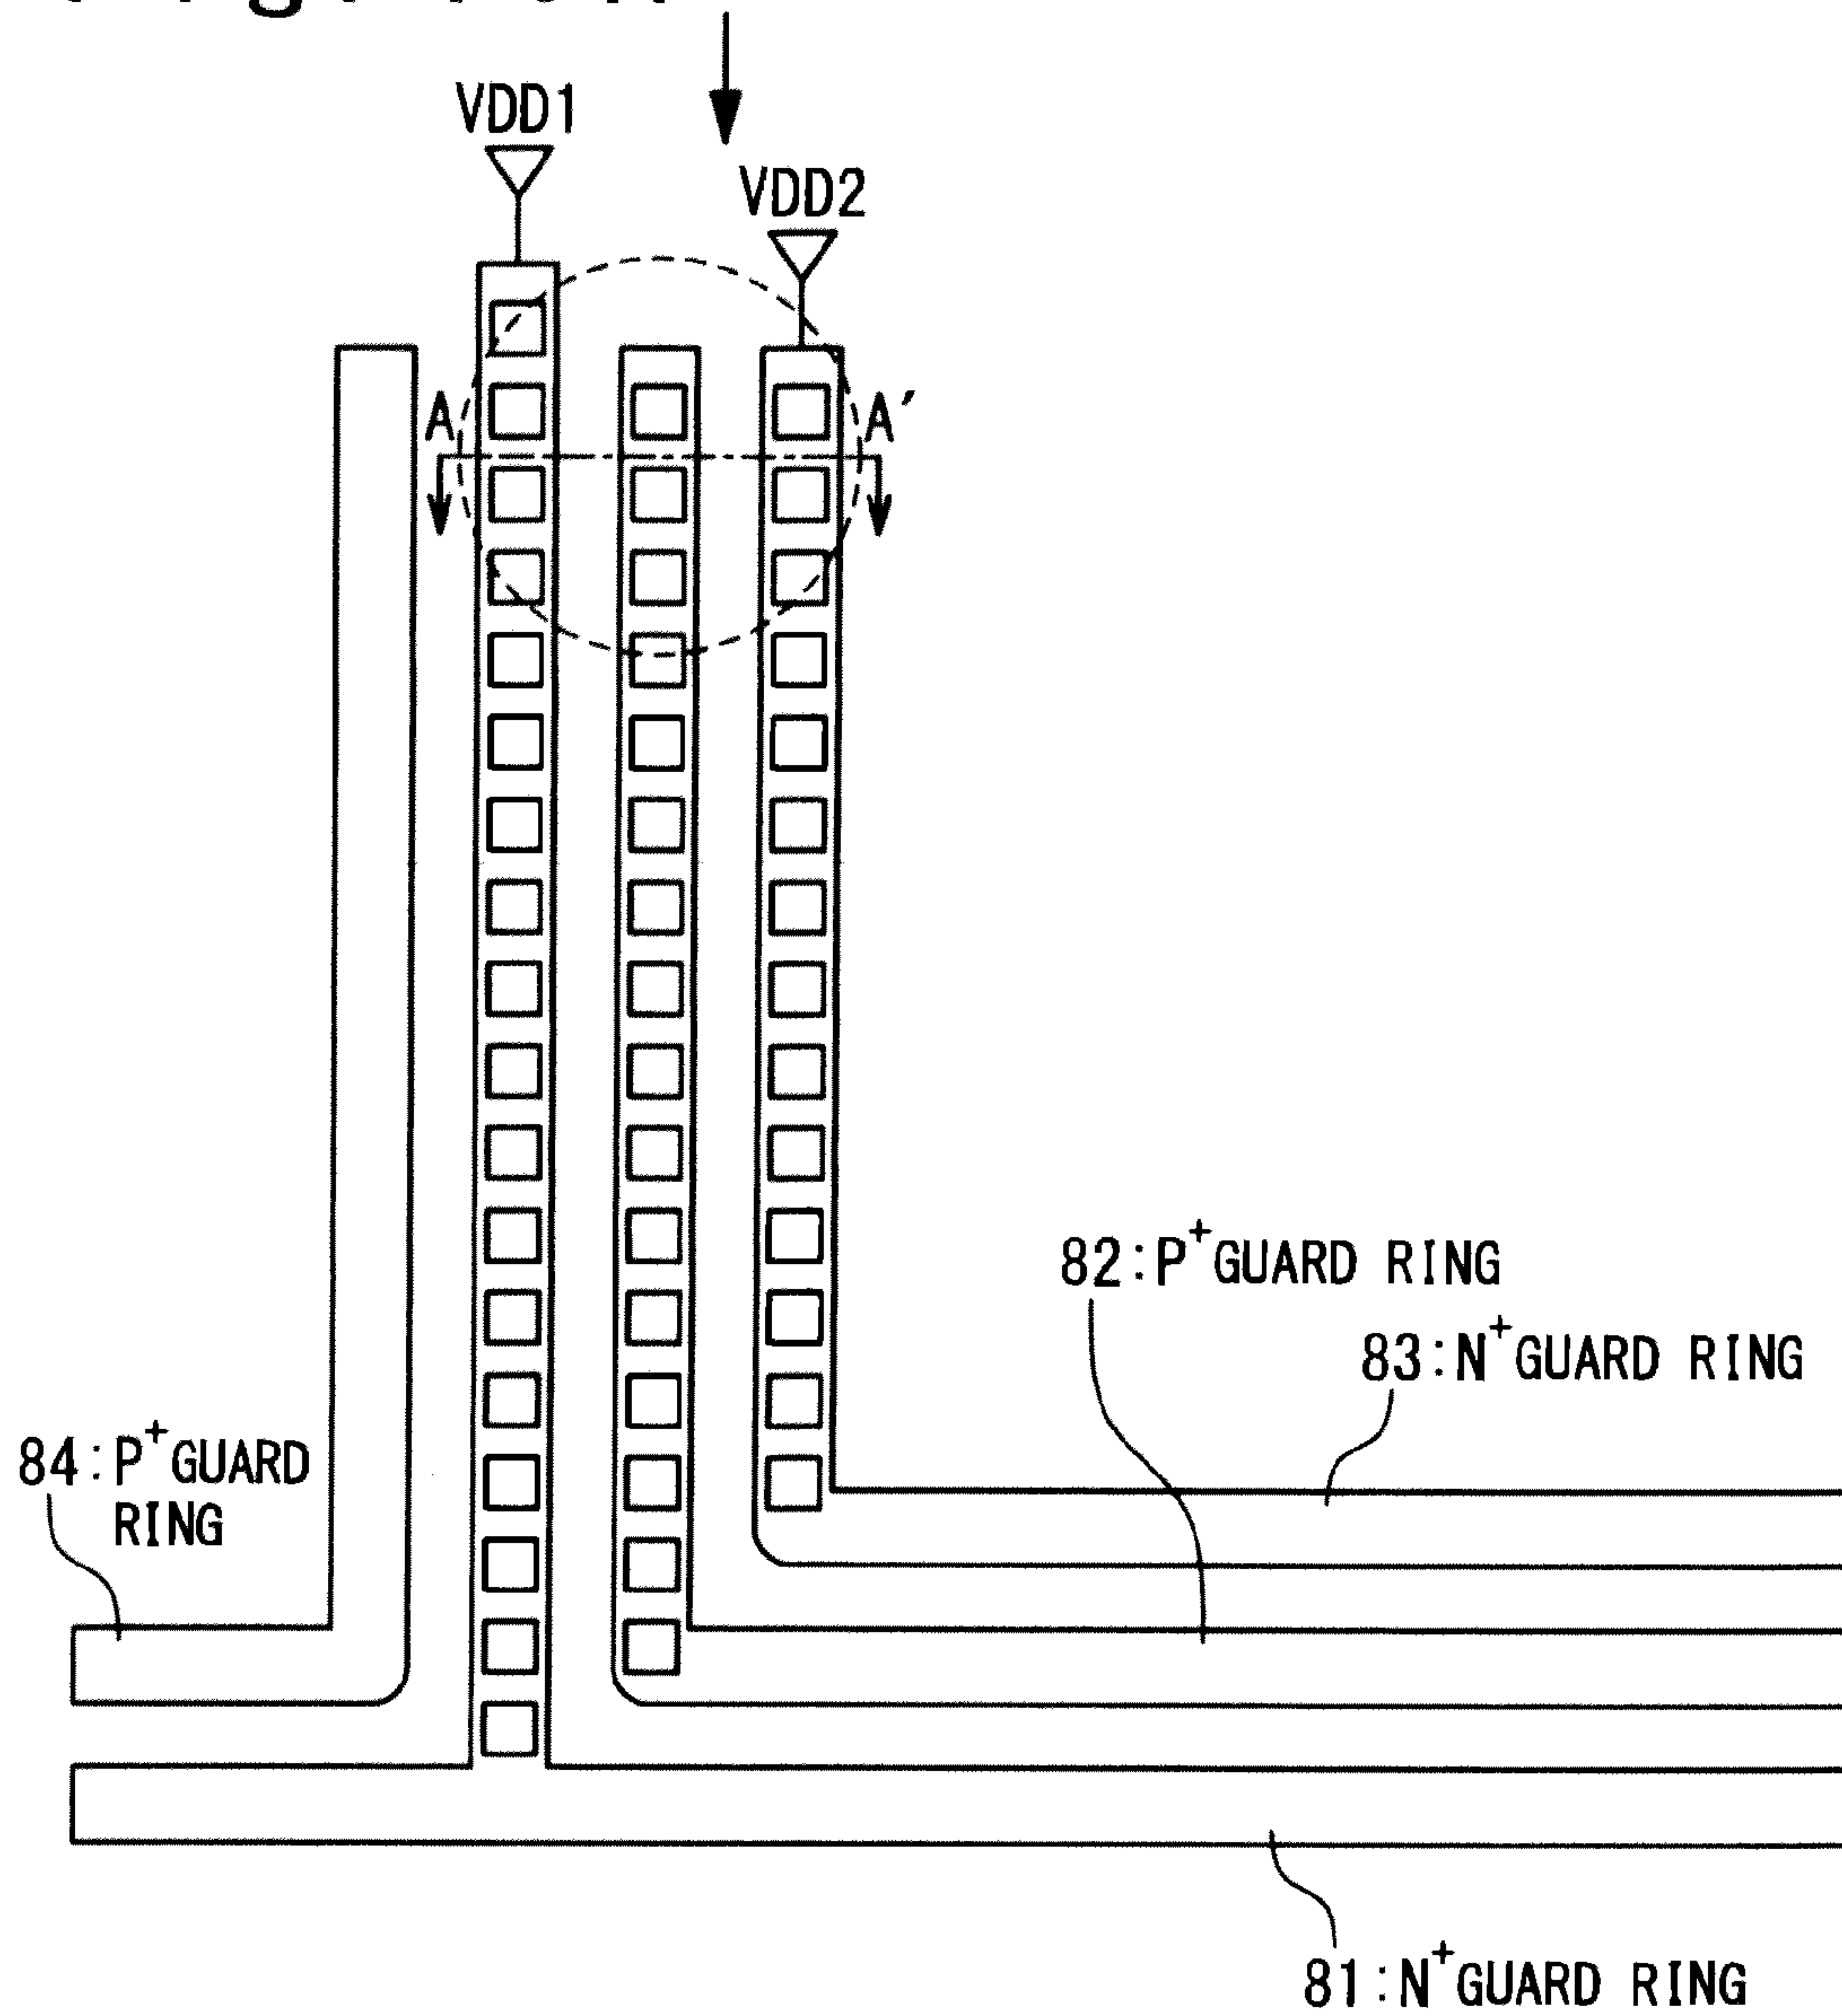 VDD1
VDD2
A
A'
82:P+GUARD RING
83:N+GUARD RING
84:P+GUARD
RING
81:N+GUARD RING